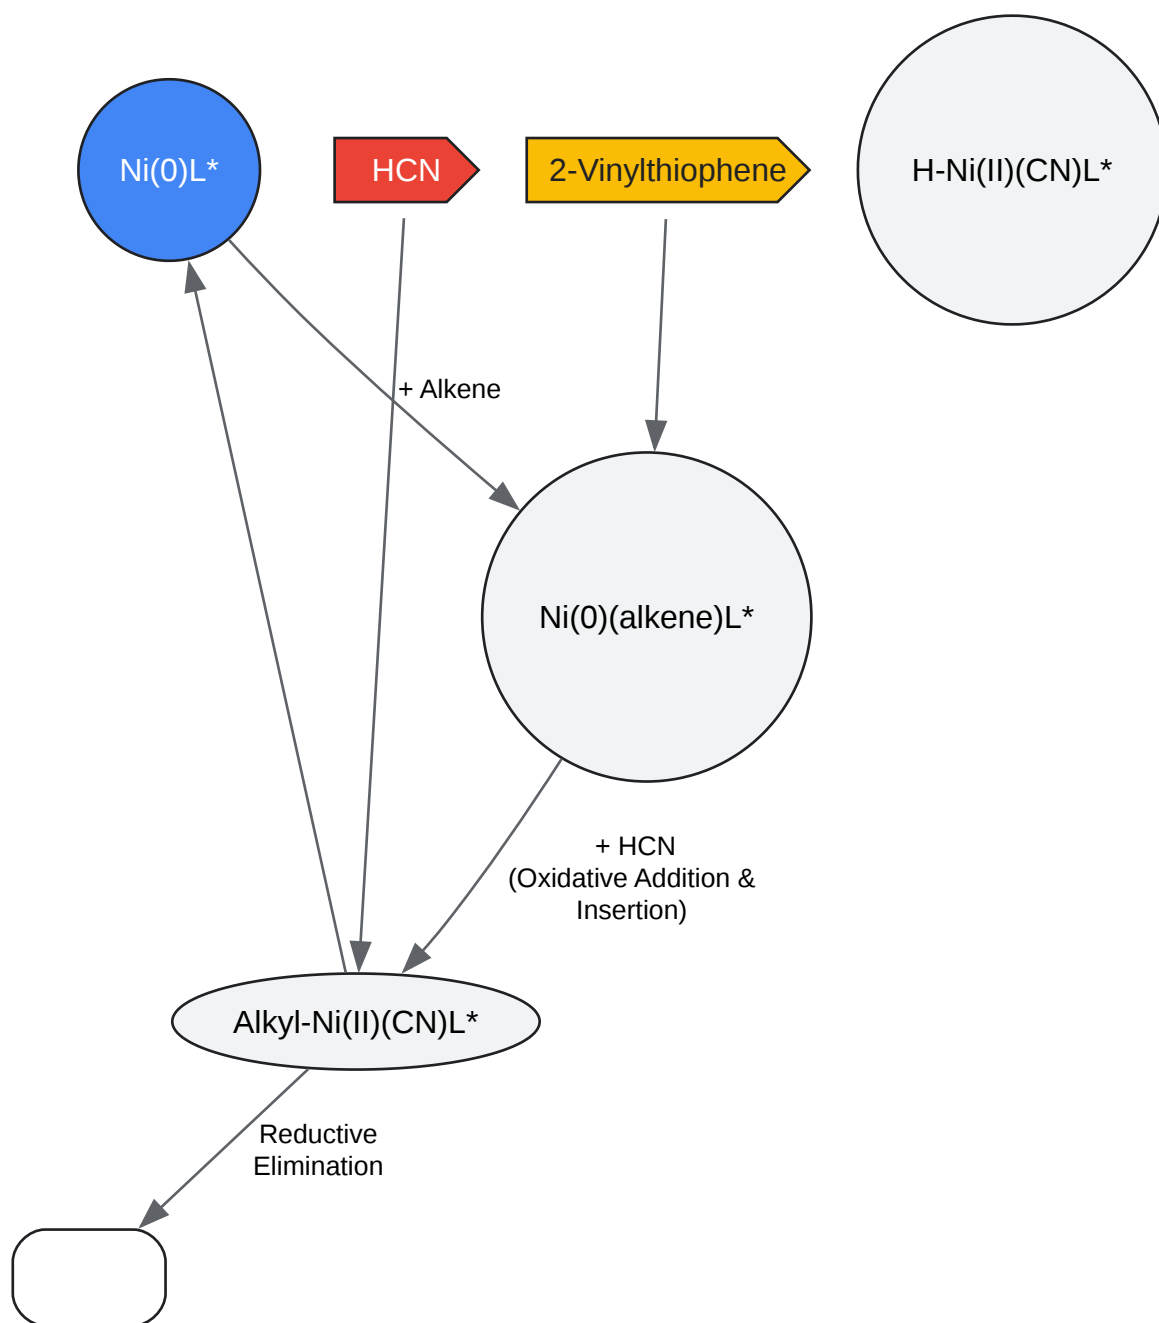 Ni(0)L*
HCN
2-Vinylthiophene
H-Ni(II)(CN)L*
+ Alkene
Ni(0)(alkene)L*
+ HCN
(Oxidative Addition &
Insertion)
Alkyl-Ni(II)(CN)L*
Reductive
Elimination